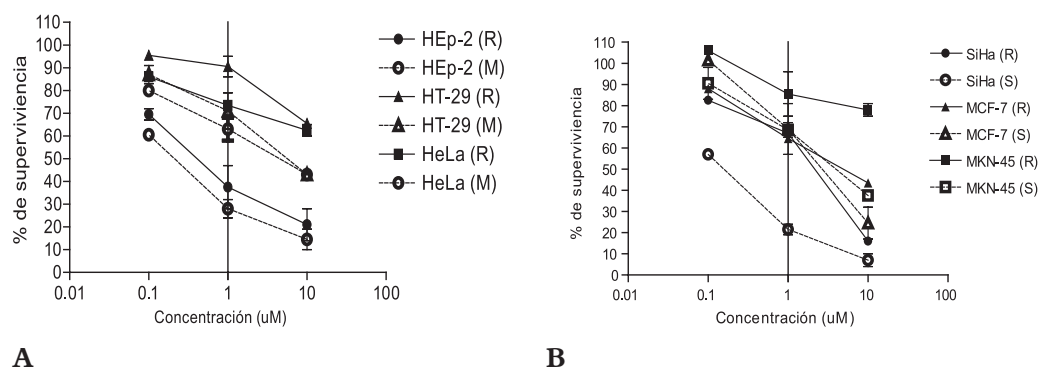 110
100
90
80
70
60
50
40
30
20
10
0
% de superviviencia
0.01 0.1 1 10 100
Concentración (uM)
HEp-2 (R)
HEp-2 (M)
HT-29 (R)
HT-29 (M)
HeLa (R)
HeLa (M)
A
110
100
90
80
70
60
50
40
30
20
10
0
% de superviviencia
0.01 0.1 1 10 100
Concentración (uM)
SiHa (R)
SiHa (S)
MCF-7 (R)
MCF-7 (S)
MKN-45 (R)
MKN-45 (S)
B